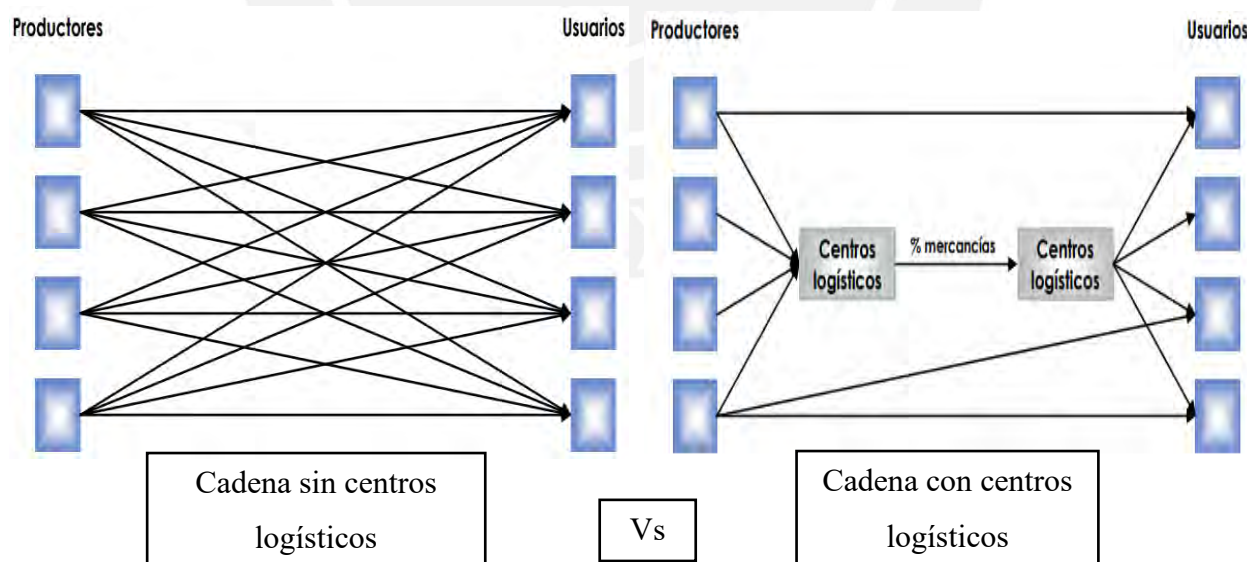 Productores
Usuarios
Productores
Usuarios
Centros
logísticos
% mercancías
Centros
logísticos
Cadena sin centros
logísticos
Vs
Cadena con centros
logísticos